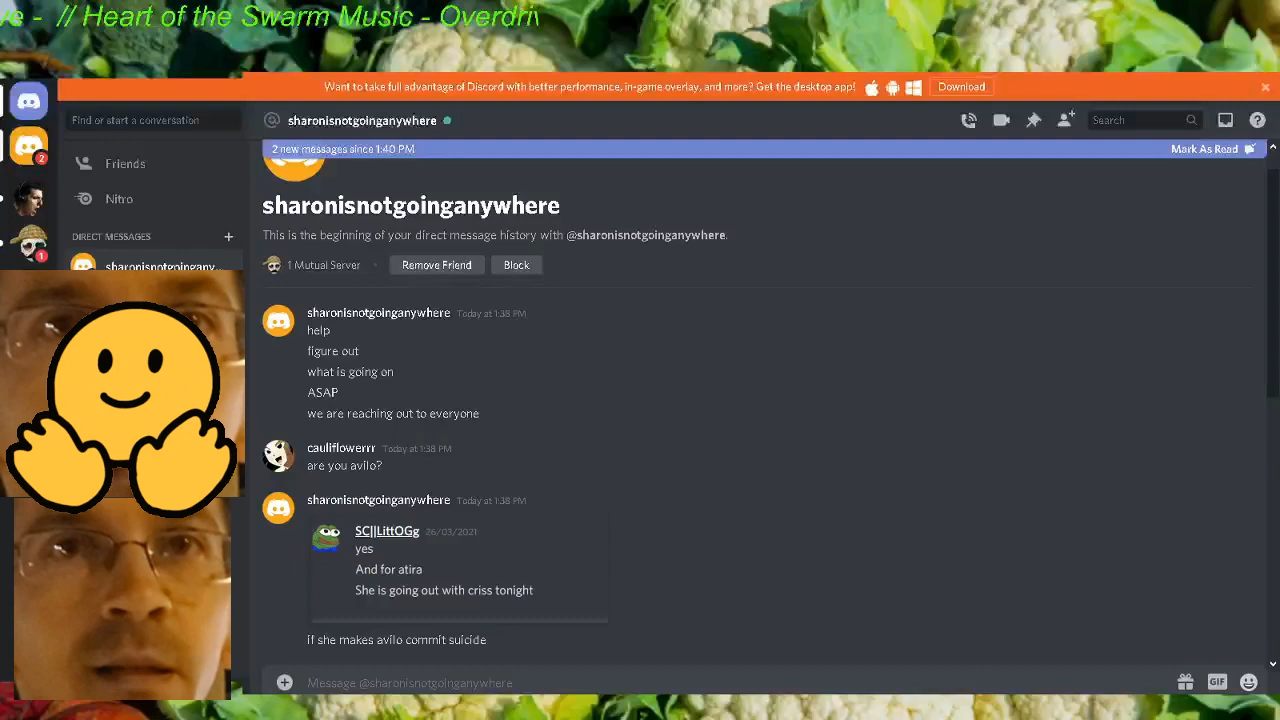 ve -  // Heart of the Swarm Music - Overdriv
Want to take full advantage of Discord with better performance, in-game overlay, and more? Get the desktop app!
Download
Find or start a conversation
sharonisnotgoinganywhere
Search
2 new messages since 1:40 PM
Mark As Read
2
Friends
Nitro
DIRECT MESSAGES
1
sharonisnotgoingany...
sharonisnotgoinganywhere
This is the beginning of your direct message history with @sharonisnotgoinganywhere.
1 Mutual Server
Remove Friend
Block
sharonisnotgoinganywhere Today at 1:38 PM
help
figure out
what is going on
ASAP
we are reaching out to everyone
cauliflowerrr Today at 1:38 PM
are you avilo?
sharonisnotgoinganywhere Today at 1:38 PM
SC||LittOGg 26/03/2021
yes
And for atira
She is going out with criss tonight
if she makes avilo commit suicide
Message @sharonisnotgoinganywhere
GIF